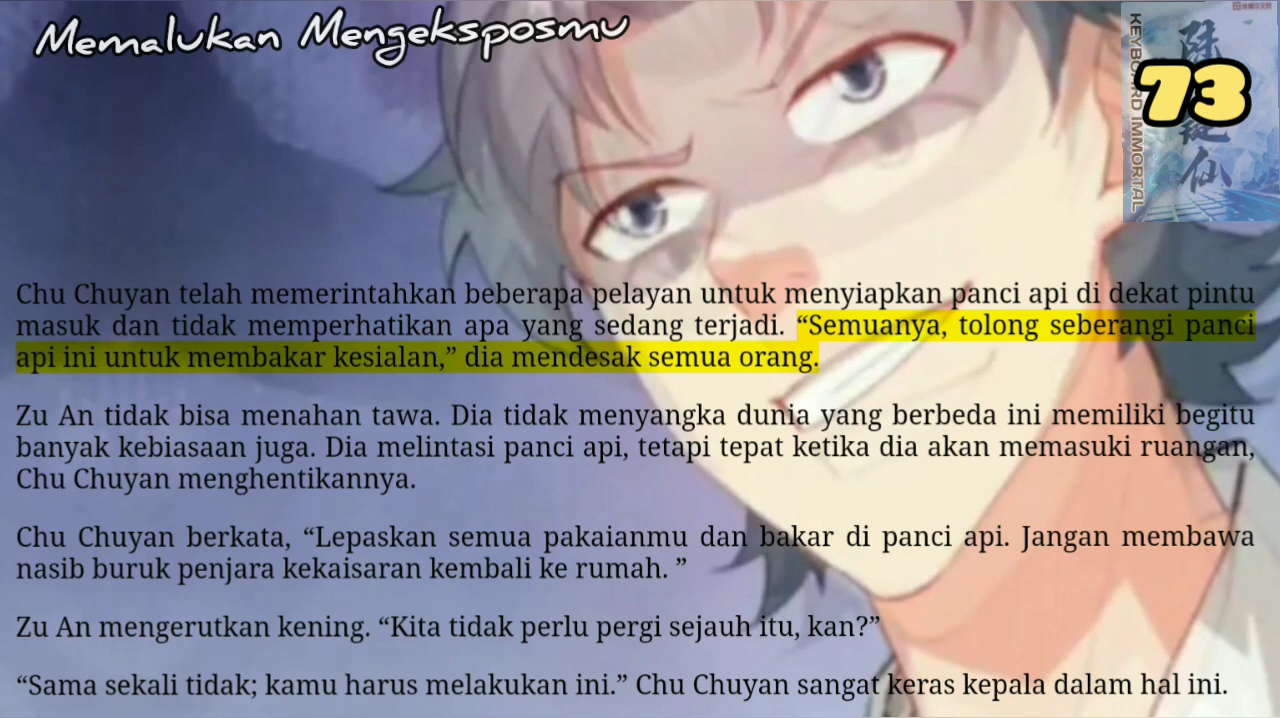 Memalukan Mengeksposmu
73
KEYBOARD IMMORTAL
仙
Chu Chuyan telah memerintahkan beberapa pelayan untuk menyiapkan panci api di dekat pintu
masuk dan tidak memperhatikan apa yang sedang terjadi. “Semuanya, tolong seberangi panci
api ini untuk membakar kesialan,” dia mendesak semua orang.
Zu An tidak bisa menahan tawa. Dia tidak menyangka dunia yang berbeda ini memiliki begitu
banyak kebiasaan juga. Dia melintasi panci api, tetapi tepat ketika dia akan memasuki ruangan,
Chu Chuyan menghentikannya.
Chu Chuyan berkata, “Lepaskan semua pakaianmu dan bakar di panci api. Jangan membawa
nasib buruk penjara kekaisaran kembali ke rumah. ”
Zu An mengerutkan kening. “Kita tidak perlu pergi sejauh itu, kan?”
“Sama sekali tidak; kamu harus melakukan ini.” Chu Chuyan sangat keras kepala dalam hal ini.